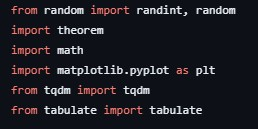 from random import randint, random
import theorem
import math
import matplotlib.pyplot as plt
from tqdm import tqdm
from tabulate import tabulate